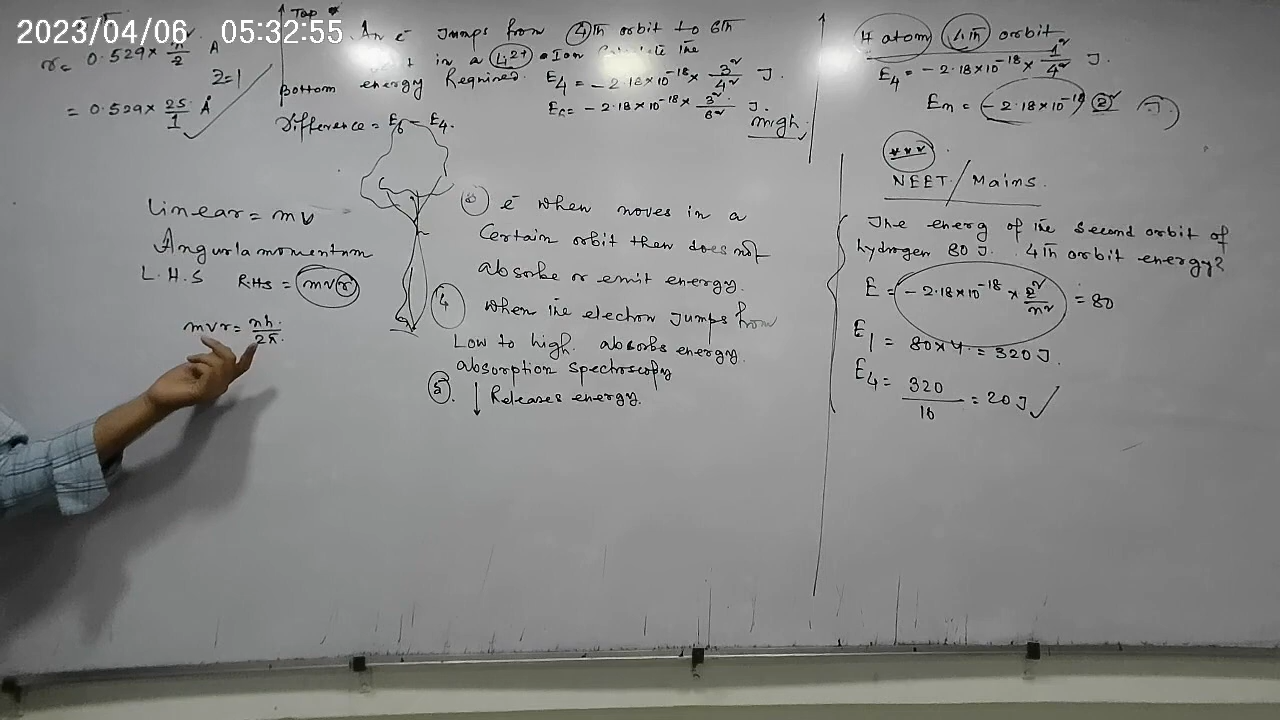 2023/04/06 05:32:55
r = 0.529 × n²/2 Å
Z=1
= 0.529 × 25/1 Å
Top
An e⁻ Jumps from 4th orbit to 6th
in a Li²⁺ Ion Calculate the
bottom energy Required.
E₄ = -2.18×10⁻¹⁸ × 3²/4² J.
E₆ = -2.18×10⁻¹⁸ × 3²/6² J.
Difference = E₆ - E₄.
mgh
H atom 4th orbit
E₄ = -2.18×10⁻¹⁸ × 1²/4² J.
Eₙ = -2.18×10⁻¹⁸
Linear = mv
Angurla momentum
L.H.S R.HS = mvr
mvr = nh/2π.
e⁻ when moves in a
Certain orbit then does not
absorbe or emit energy.
4 When the electron Jumps from
Low to high. absorbs energy.
absorption spectroscopy
5. ↓ Releases energy.
***
NEET/Mains.
The energ of the second orbit of
hydrogen 80 J. 4th orbit energy?
E = -2.18×10⁻¹⁸ × Z²/n² = 80
E₁ = 80×4 = 320 J.
E₄ = 320/16 = 20 J